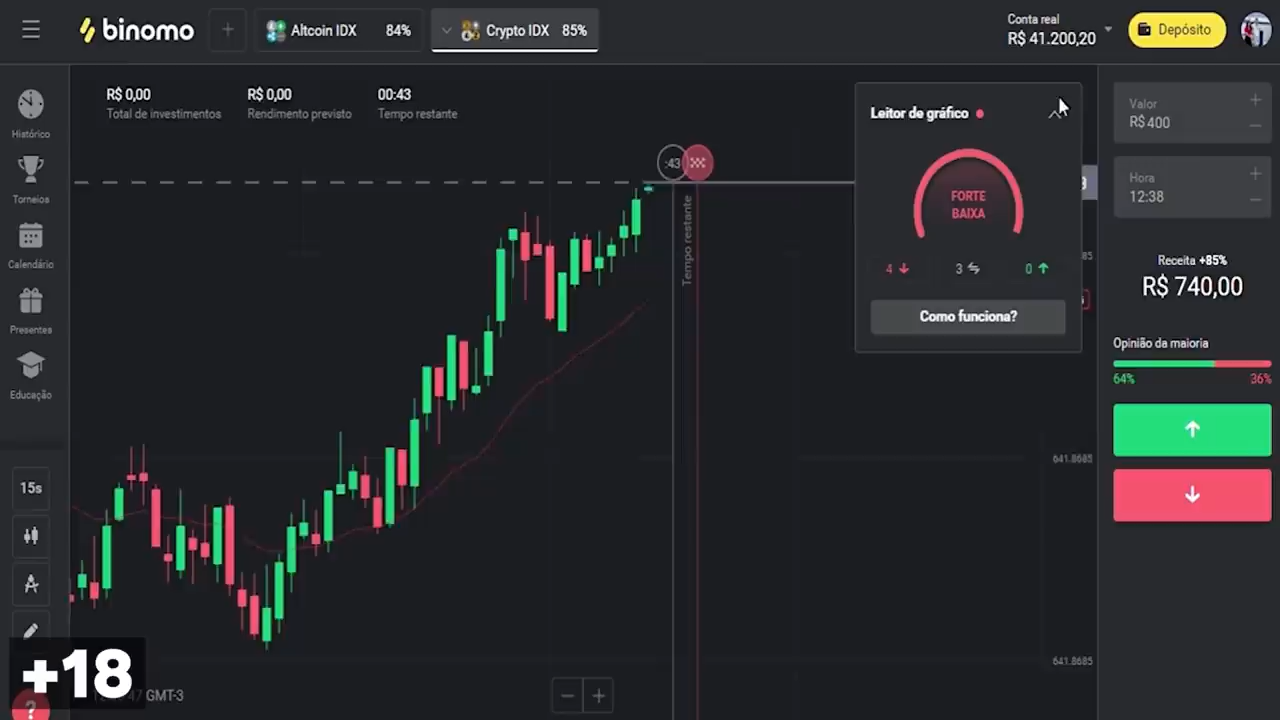 binomo
Altcoin IDX 84%
Crypto IDX 85%
Conta real
R$ 41.200,20
Depósito
R$ 0,00
Total de investimentos
R$ 0,00
Rendimento previsto
00:43
Tempo restante
Histórico
Torneios
Calendário
Presentes
Educação
15s
:43
Tempo restante
Leitor de gráfico
FORTE
BAIXA
4
3
0
Como funciona?
Valor
R$ 400
Hora
12:38
Receita +85%
R$ 740,00
Opinião da maioria
64% 36%
641.8685
641.8685
+18
GMT-3
?